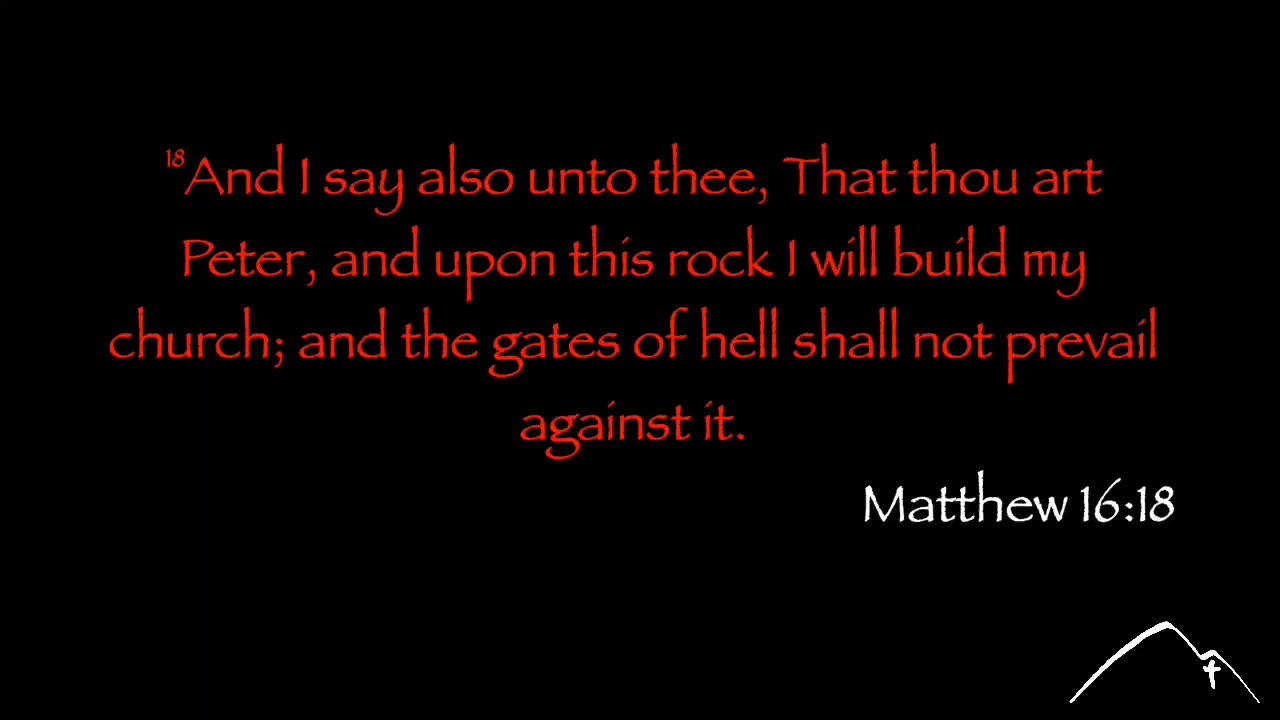 18And I say also unto thee, That thou art
Peter, and upon this rock I will build my
church; and the gates of hell shall not prevail
against it.
Matthew 16:18